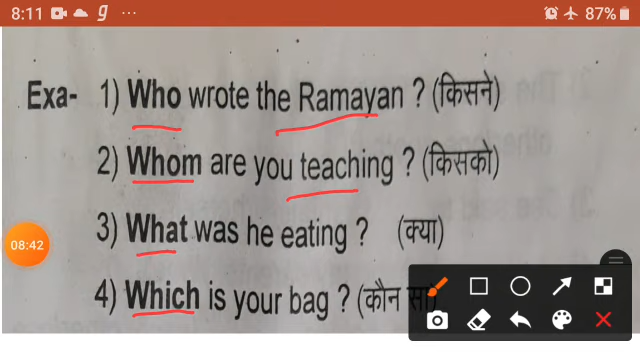 8:11 g ... 87%
Exa- 1) Who wrote the Ramayan ? (किसने)
2) Whom are you teaching ? (किसको)
3) What was he eating ? (क्या)
08:42
4) Which is your bag ? (कौन सा)